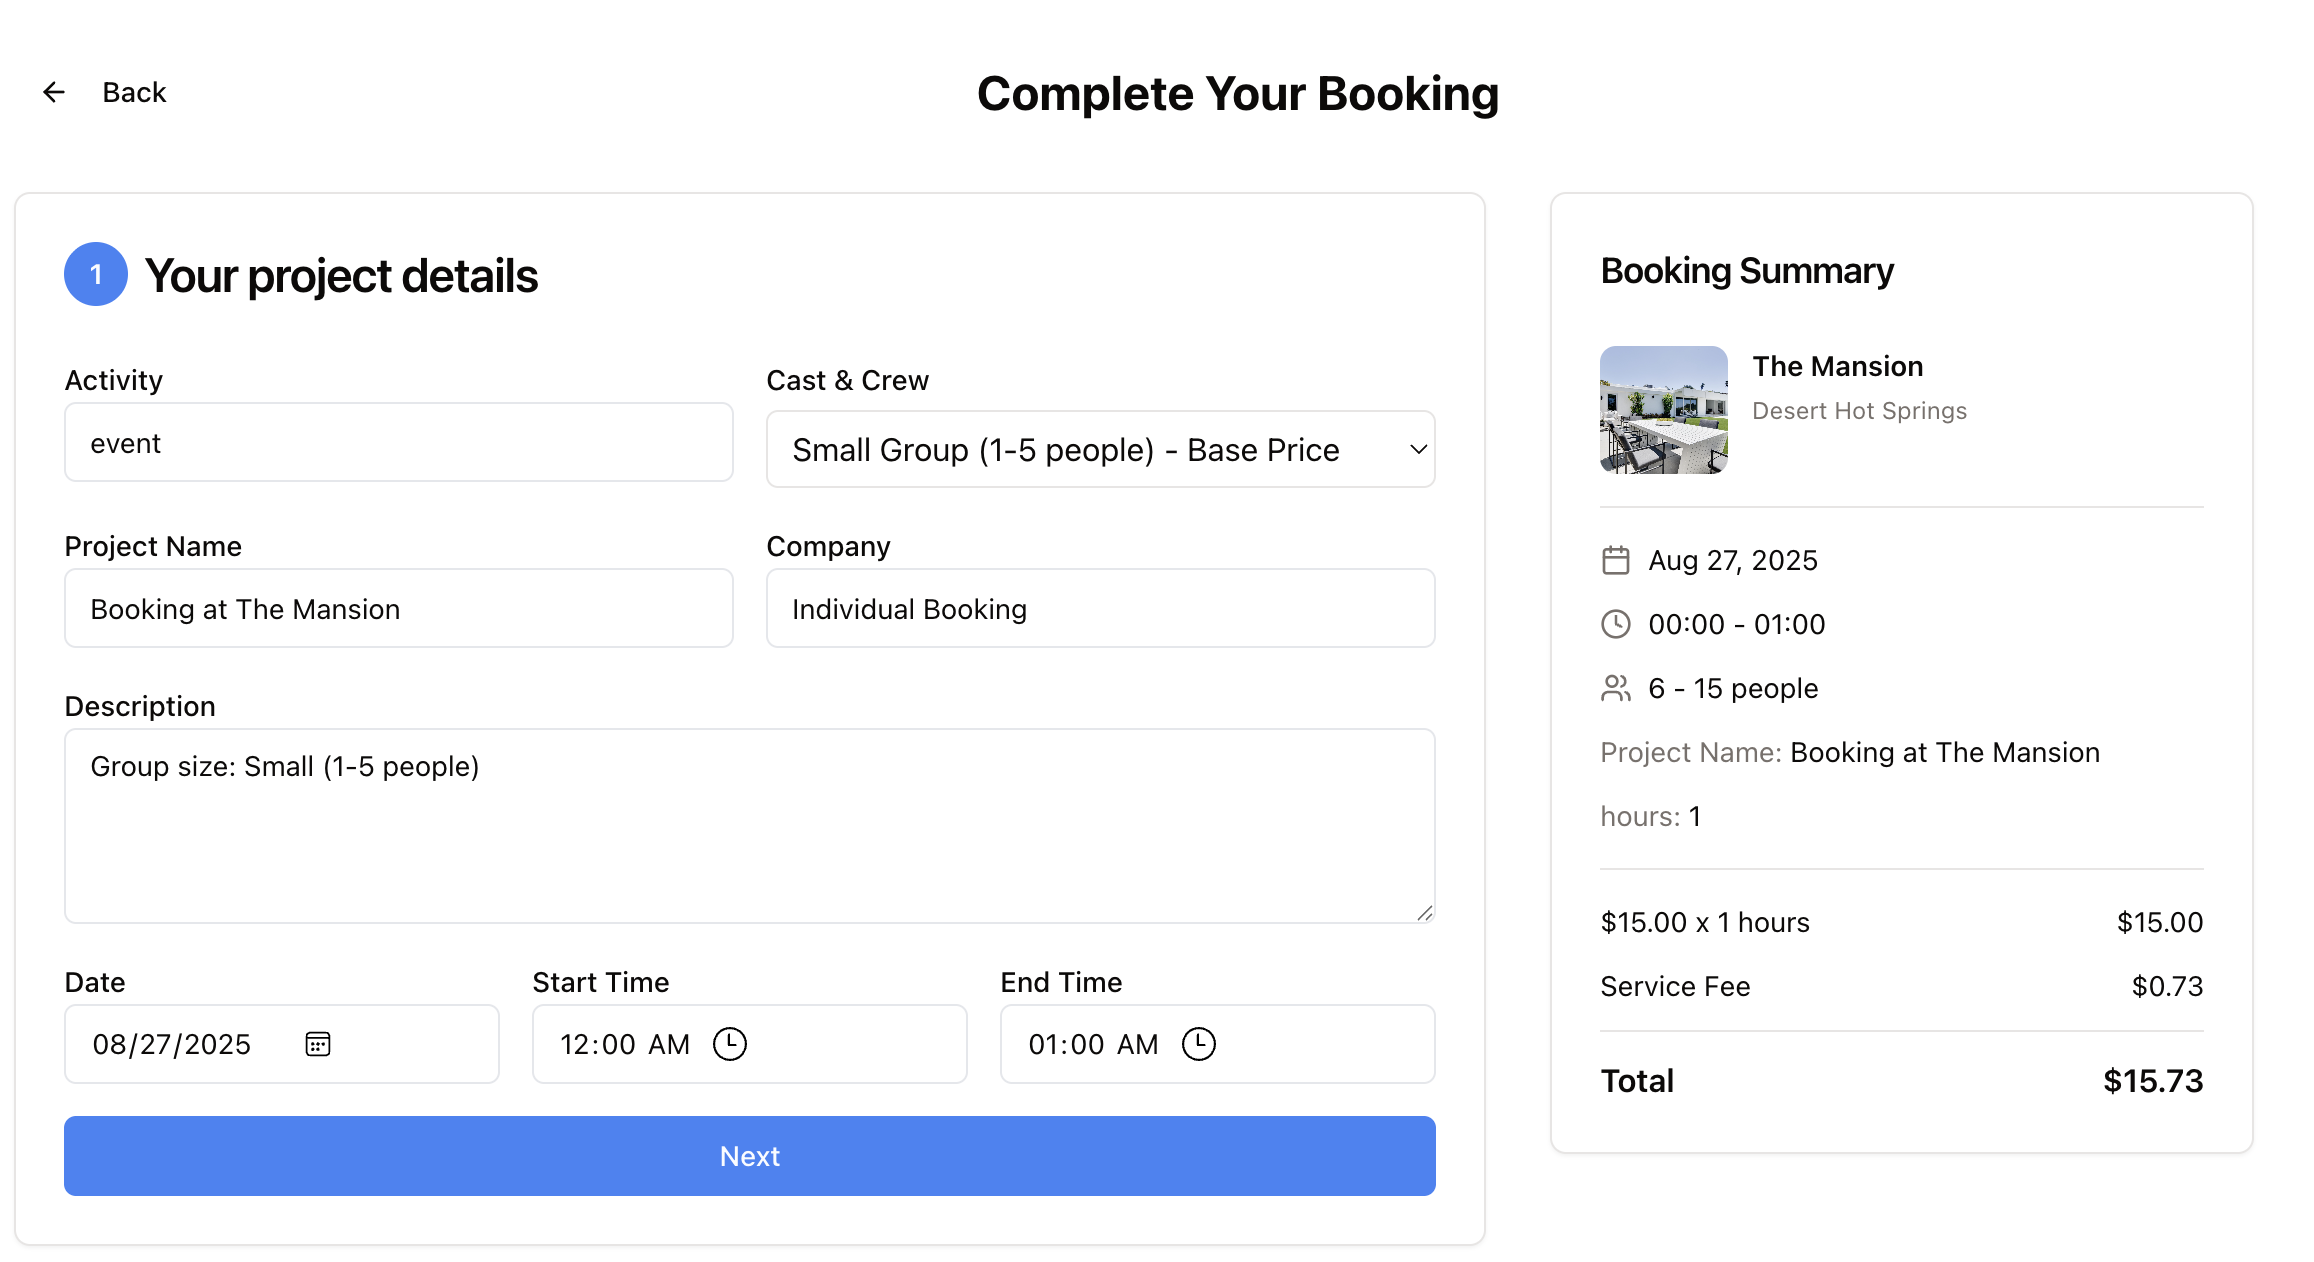 Back
Complete Your Booking
1 Your project details
Activity
event
Cast & Crew
Small Group (1-5 people) - Base Price
Project Name
Booking at The Mansion
Company
Individual Booking
Description
Group size: Small (1-5 people)
Date
08/27/2025
Start Time
12:00 AM
End Time
01:00 AM
Next
Booking Summary
The Mansion
Desert Hot Springs
Aug 27, 2025
00:00 - 01:00
6 - 15 people
Project Name: Booking at The Mansion
hours: 1
$15.00 x 1 hours $15.00
Service Fee $0.73
Total $15.73